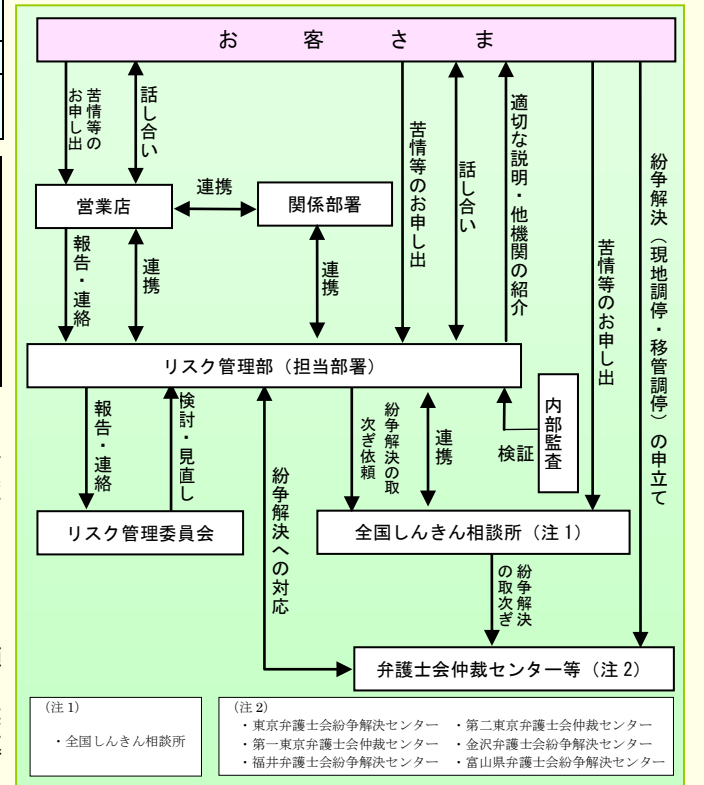 お客さま
苦情等の
お申し出
話し合い
苦情等のお申し出
話し合い
適切な説明・他機関の紹介
苦情等のお申し出
紛争解決（現地調停・移管調停）の申立て
営業店
連携
関係部署
報告・連絡
連携
連携
リスク管理部（担当部署）
報告・連絡
検討・見直し
紛争解決への対応
紛争解決の取
次ぎ依頼
連携
検証
内部監査
リスク管理委員会
全国しんきん相談所（注1）
紛争解決
の取次ぎ
弁護士会仲裁センター等（注2）
（注1）
・全国しんきん相談所
（注2）
・東京弁護士会紛争解決センター ・第二東京弁護士会仲裁センター
・第一東京弁護士会仲裁センター ・金沢弁護士会紛争解決センター
・福井弁護士会紛争解決センター ・富山県弁護士会紛争解決センター